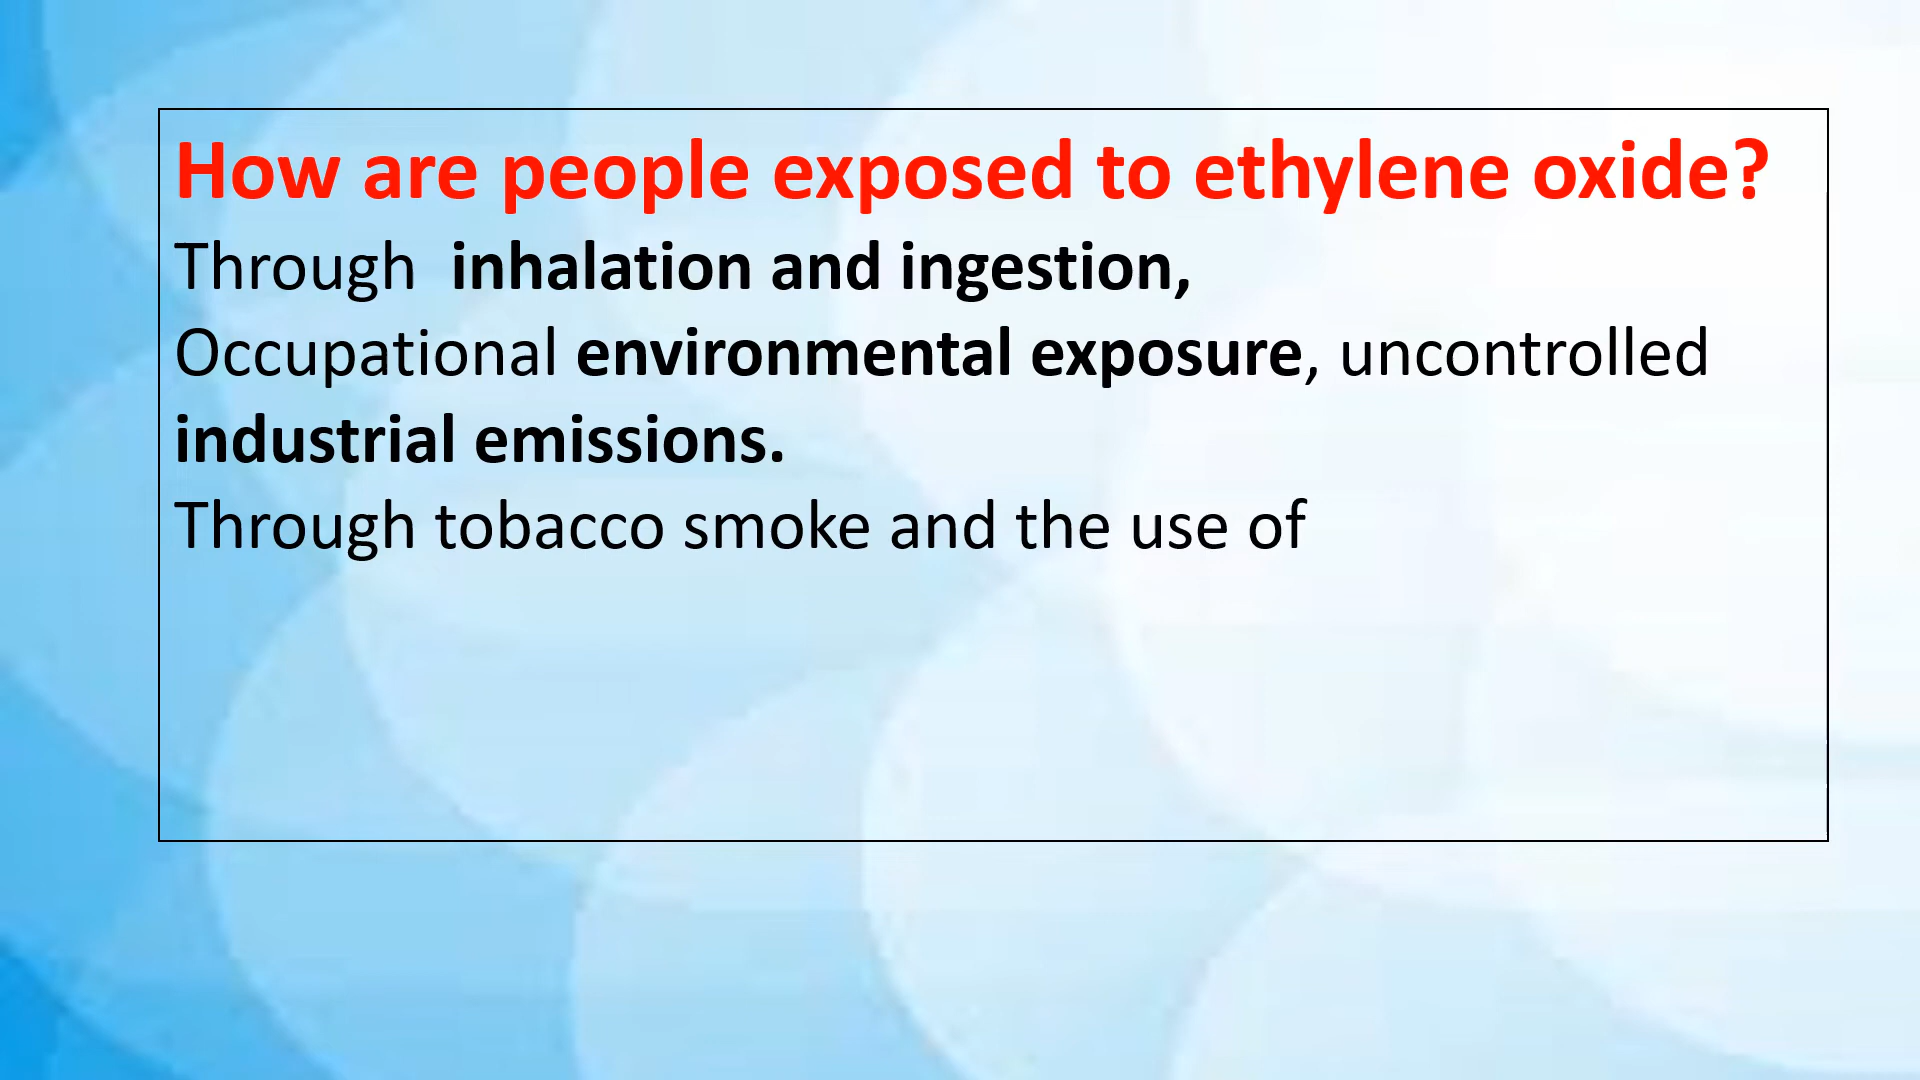 How are people exposed to ethylene oxide?
Through  inhalation and ingestion,
Occupational environmental exposure, uncontrolled
industrial emissions.
Through tobacco smoke and the use of